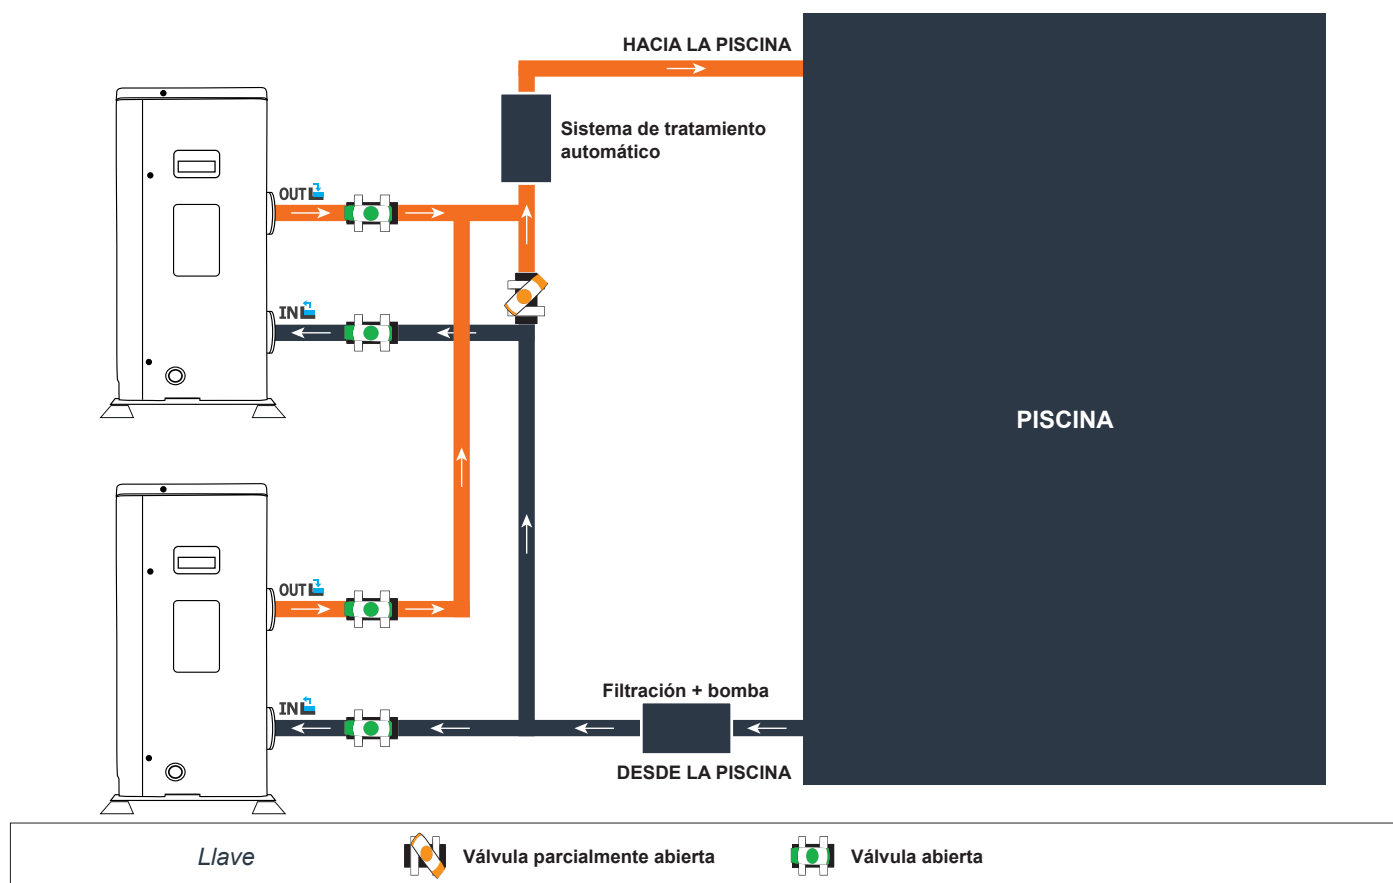 HACIA LA PISCINA
Sistema de tratamiento
automático
OUT
IN
PISCINA
OUT
IN
Filtración + bomba
DESDE LA PISCINA
Llave
Válvula parcialmente abierta
Válvula abierta